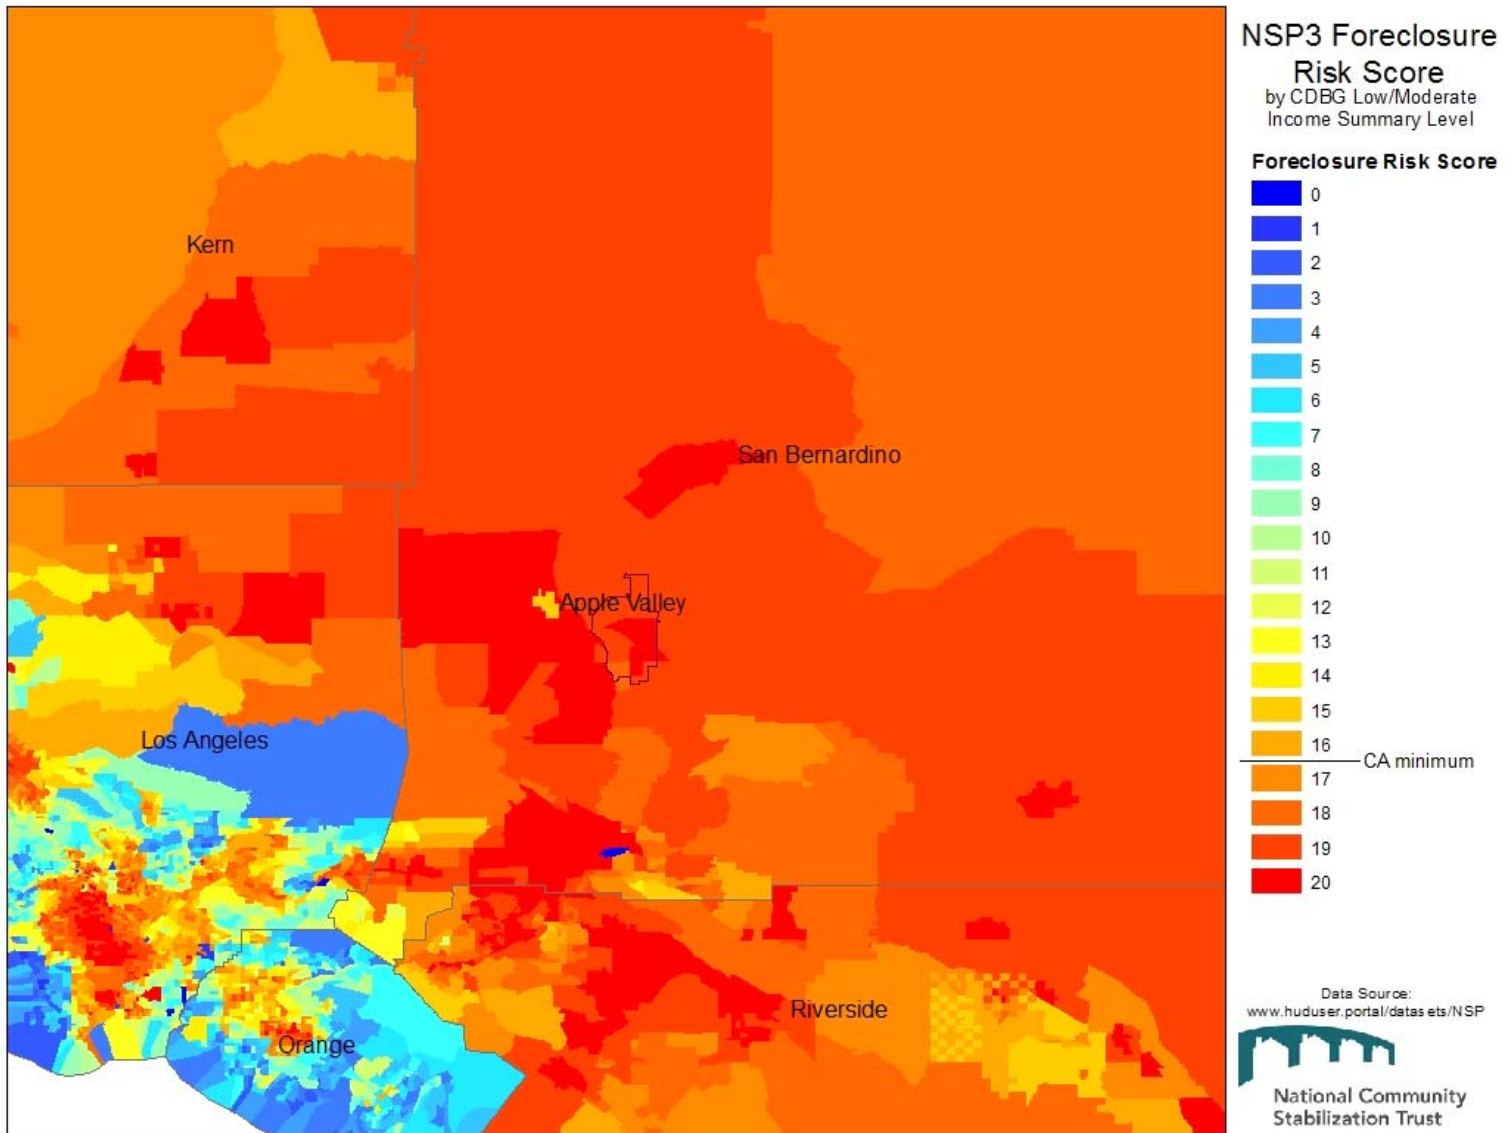 NSP3 Foreclosure
Risk Score
by CDBG Low/Moderate
Income Summary Level
Foreclosure Risk Score
0
1
2
3
4
5
6
7
8
9
10
11
12
13
14
15
16
CA minimum
17
18
19
20
Kern
San Bernardino
Apple Valley
Los Angeles
Riverside
Orange
Data Source:
www.huduser.portal/datasets/NSP
National Community
Stabilization Trust